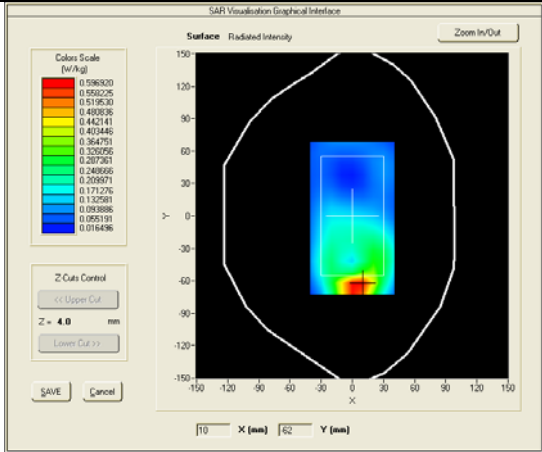 SAR Visualisation Graphical Interface
Surface Radiated Intensity
Zoom In/Out
Colors Scale
(W/kg)
0.596920
0.558225
0.519530
0.480836
0.442141
0.403446
0.364751
0.326056
0.287361
0.248666
0.209971
0.171276
0.132581
0.093886
0.055191
0.016496
150
120
90
60
30
0
-30
-60
-90
-120
-150
Y
-150 -120 -90 -60 -30 0 30 60 90 120 150
X
Z-Cuts Control
<< Upper Cut
Z = 4.0 mm
Lower Cut >>
SAVE Cancel
10 X (mm) -62 Y (mm)